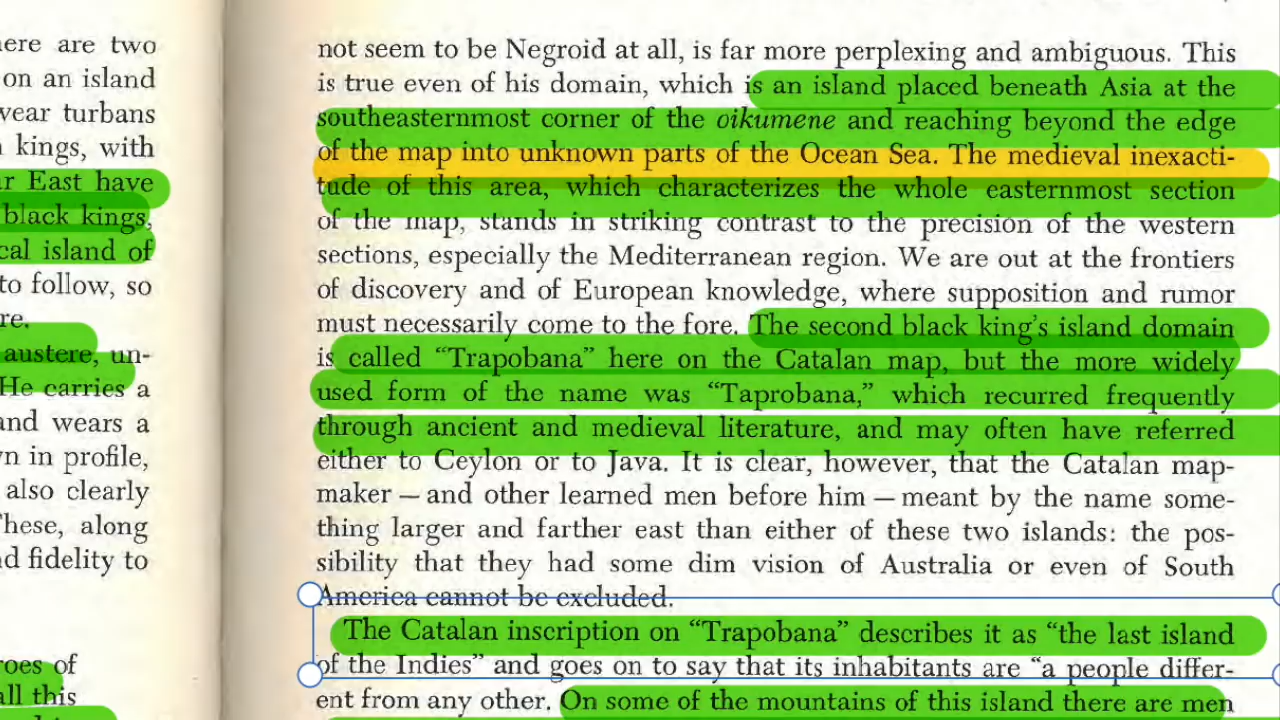 here are two
on an island
wear turbans
kings, with
r East have
black kings,
cal island of
to follow, so
re.
austere, un-
He carries a
and wears a
n in profile,
also clearly
These, along
d fidelity to
roes of
all this
not seem to be Negroid at all, is far more perplexing and ambiguous. This
is true even of his domain, which is an island placed beneath Asia at the
southeasternmost corner of the oikumene and reaching beyond the edge
of the map into unknown parts of the Ocean Sea. The medieval inexacti-
tude of this area, which characterizes the whole easternmost section
of the map, stands in striking contrast to the precision of the western
sections, especially the Mediterranean region. We are out at the frontiers
of discovery and of European knowledge, where supposition and rumor
must necessarily come to the fore. The second black king's island domain
is called “Trapobana” here on the Catalan map, but the more widely
used form of the name was “Taprobana,” which recurred frequently
through ancient and medieval literature, and may often have referred
either to Ceylon or to Java. It is clear, however, that the Catalan map-
maker — and other learned men before him — meant by the name some-
thing larger and farther east than either of these two islands: the pos-
sibility that they had some dim vision of Australia or even of South
America cannot be excluded.
The Catalan inscription on “Trapobana” describes it as “the last island
of the Indies” and goes on to say that its inhabitants are “a people differ-
ent from any other. On some of the mountains of this island there are men